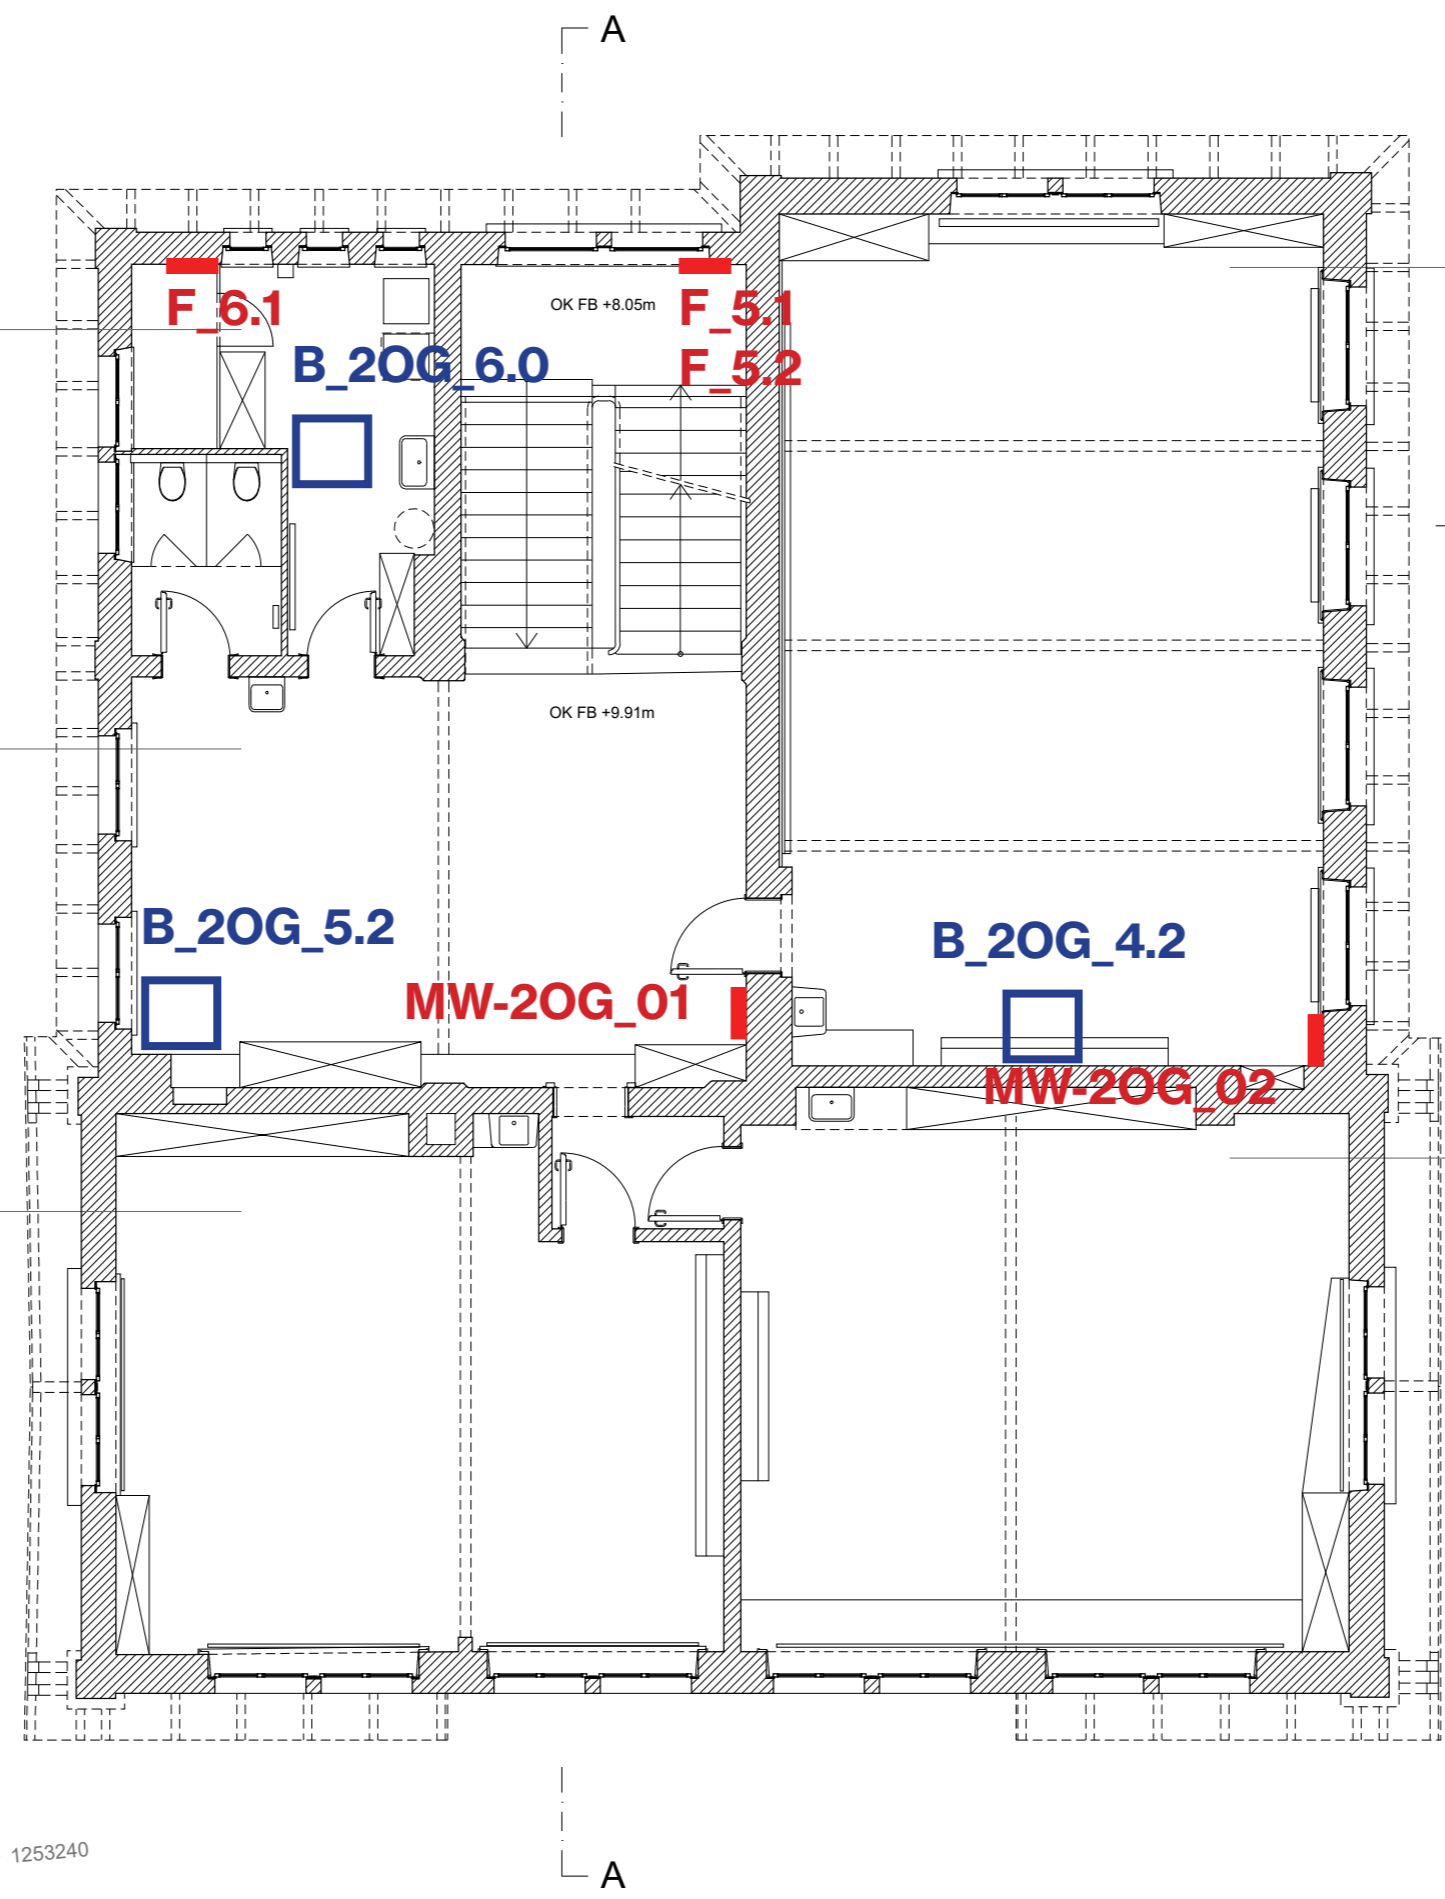 A
F_6.1
OK FB +8.05m
F_5.1
F_5.2
B_2OG_6.0
OK FB +9.91m
B_2OG_5.2
B_2OG_4.2
MW-2OG_01
MW-2OG_02
1253240
A